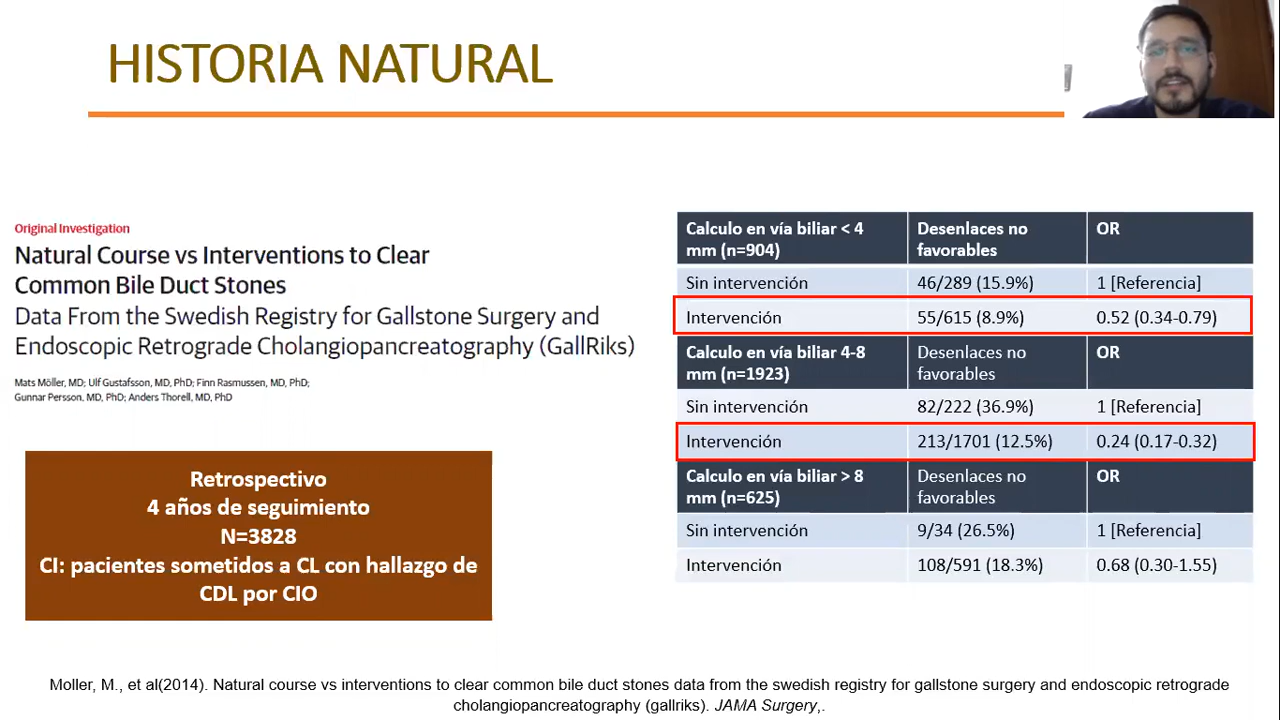 HISTORIA NATURAL
Original Investigation
Natural Course vs Interventions to Clear
Common Bile Duct Stones
Data From the Swedish Registry for Gallstone Surgery and
Endoscopic Retrograde Cholangiopancreatography (GallRiks)
Mats Möller, MD; Ulf Gustafsson, MD, PhD; Finn Rasmussen, MD, PhD;
Gunnar Persson, MD, PhD; Anders Thorell, MD, PhD
Retrospectivo
4 años de seguimiento
N=3828
CI: pacientes sometidos a CL con hallazgo de
CDL por CIO
Calculo en vía biliar < 4
mm (n=904)
Desenlaces no
favorables
OR
Sin intervención
46/289 (15.9%)
1 [Referencia]
Intervención
55/615 (8.9%)
0.52 (0.34-0.79)
Calculo en vía biliar 4-8
mm (n=1923)
Desenlaces no
favorables
OR
Sin intervención
82/222 (36.9%)
1 [Referencia]
Intervención
213/1701 (12.5%)
0.24 (0.17-0.32)
Calculo en vía biliar > 8
mm (n=625)
Desenlaces no
favorables
OR
Sin intervención
9/34 (26.5%)
1 [Referencia]
Intervención
108/591 (18.3%)
0.68 (0.30-1.55)
Moller, M., et al(2014). Natural course vs interventions to clear common bile duct stones data from the swedish registry for gallstone surgery and endoscopic retrograde
cholangiopancreatography (gallriks). JAMA Surgery,.